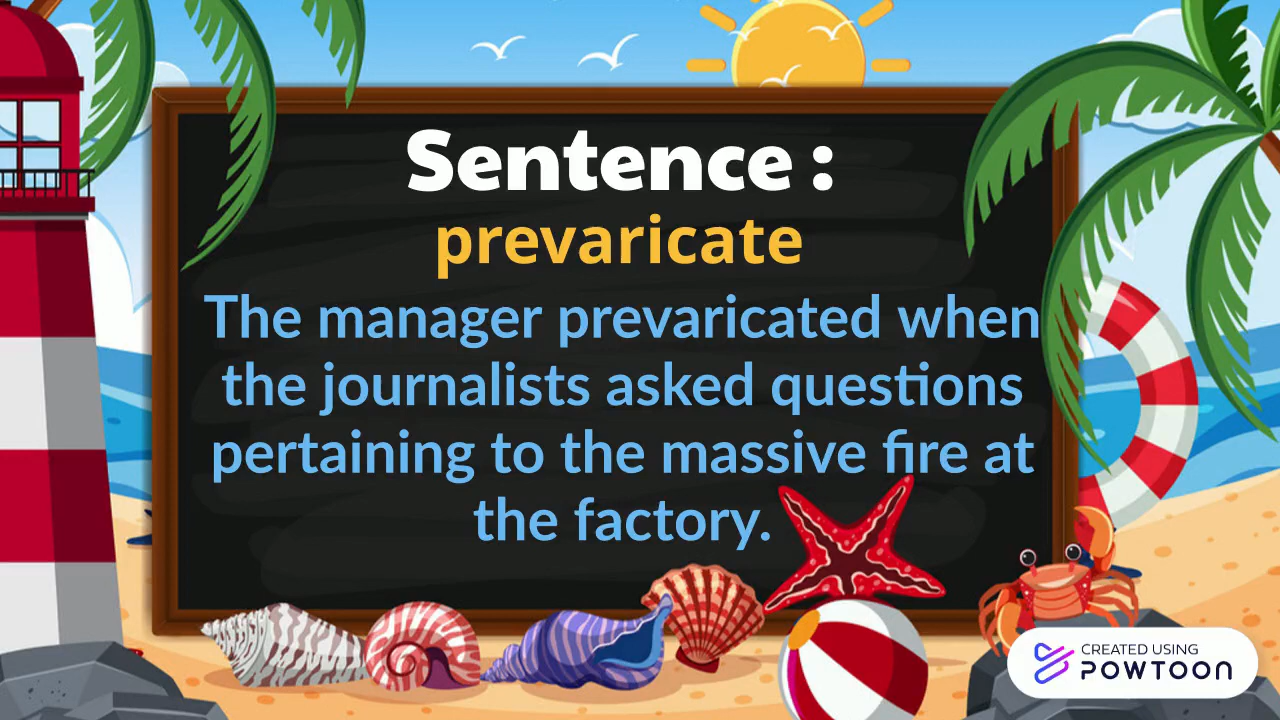 Sentence :
prevaricate
The manager prevaricated when
the journalists asked questions
pertaining to the massive fire at
the factory.
CREATED USING
POWTOON